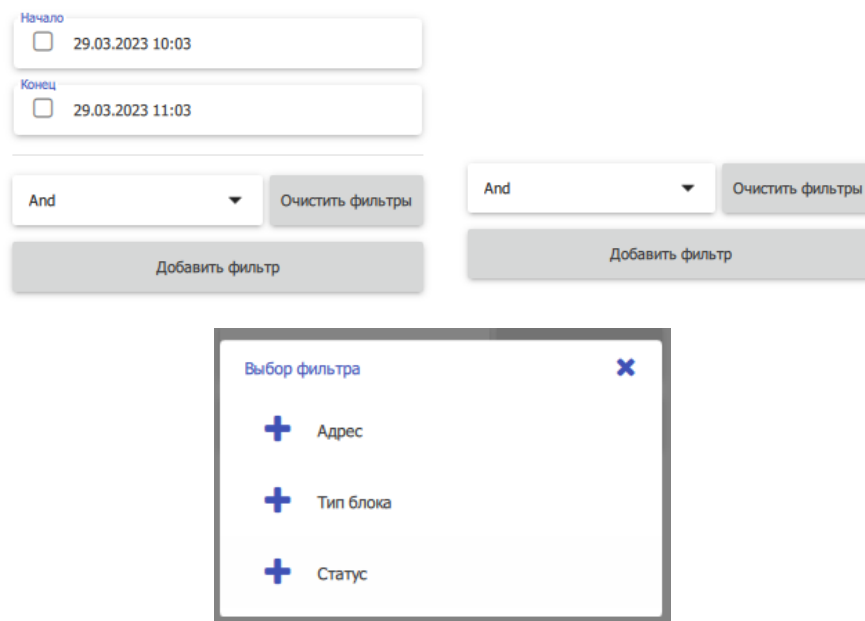 Начало
29.03.2023 10:03
Конец
29.03.2023 11:03
And
Очистить фильтры
Добавить фильтр
And
Очистить фильтры
Добавить фильтр
Выбор фильтра
Адрес
Тип блока
Статус